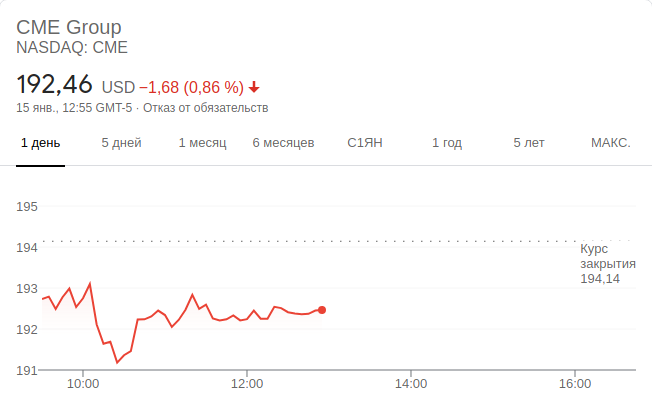 CME Group
NASDAQ: CME
192,46 USD −1,68 (0,86 %)
15 янв., 12:55 GMT-5 · Отказ от обязательств
1 день 5 дней 1 месяц 6 месяцев С1ЯН 1 год 5 лет МАКС.
195
194
Курс
закрытия
194,14
193
192
191
10:00 12:00 14:00 16:00